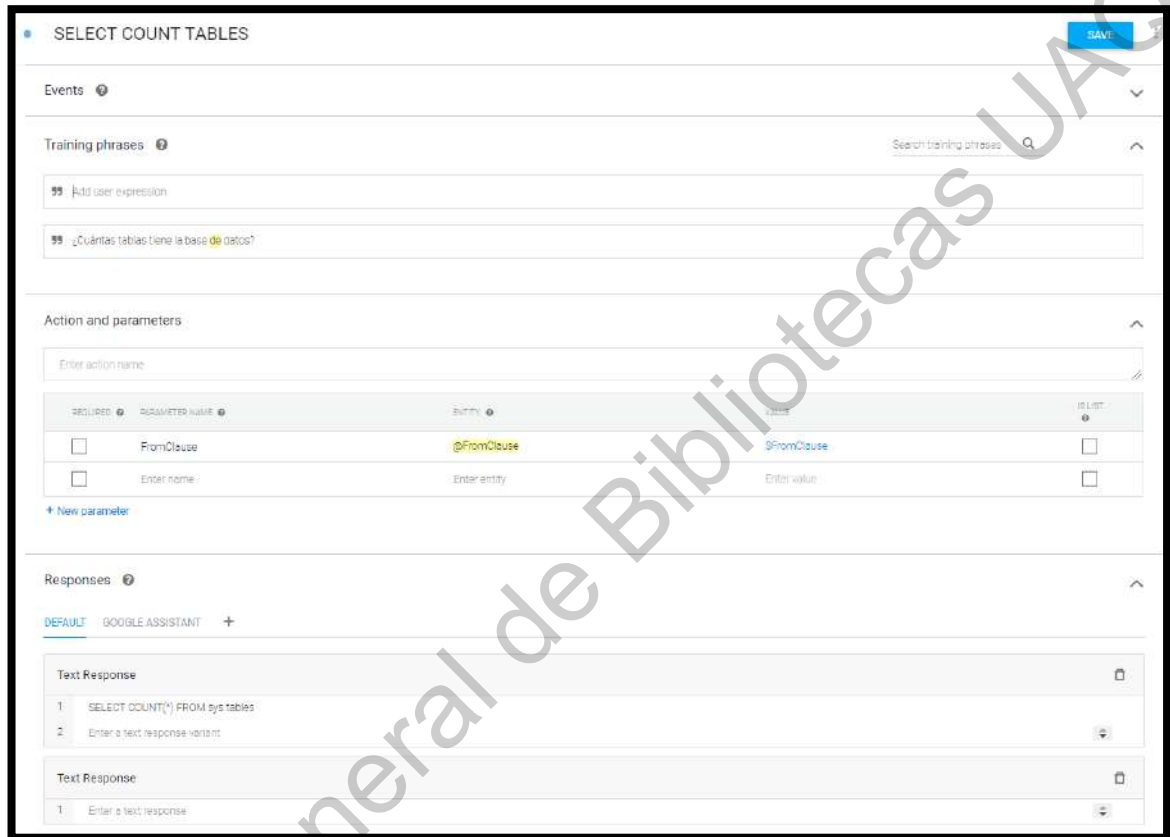 SELECT COUNT TABLES
SAVE
Events
Training phrases
Search training phrases
Add user expression
¿Cuántas tablas tiene la base de datos?
Action and parameters
Enter action name
REQUIRED PARAMETER NAME ENTITY VALUE IS LIST
FromClause @FromClause $FromClause
Enter name Enter entity Enter value
+ New parameter
Responses
DEFAULT GOOGLE ASSISTANT +
Text Response
1 SELECT COUNT(*) FROM sys tables
2 Enter a text response variant
Text Response
1 Enter a text response
neral de Bibliotecas UAQ